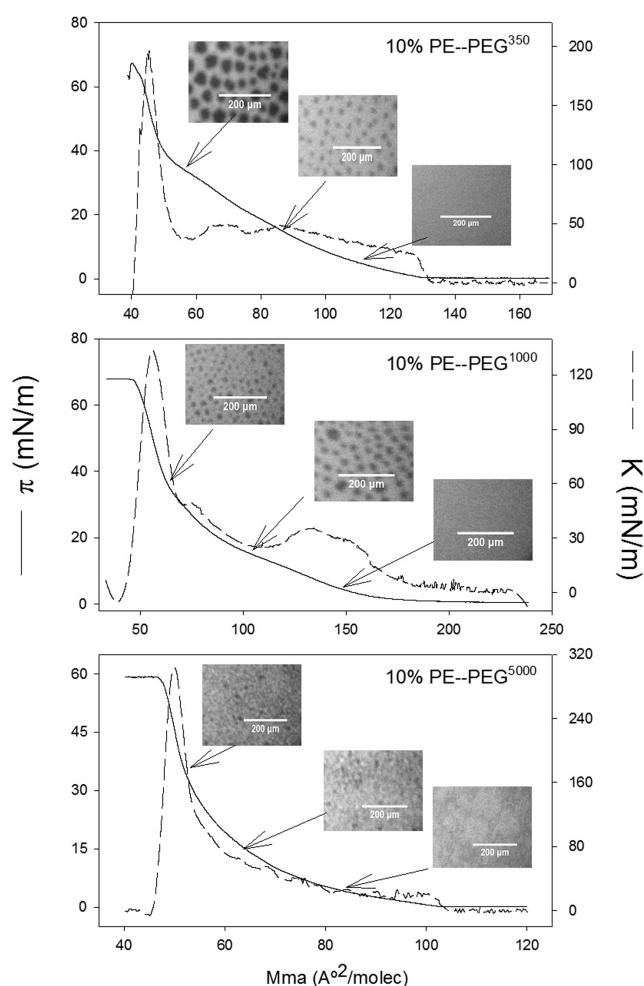 10% PE--PEG350
80
60
40
20
0
200
150
100
50
0
200 µm
200 µm
200 µm
40 60 80 100 120 140 160
10% PE--PEG1000
80
60
40
20
0
120
90
60
30
0
200 µm
200 µm
200 µm
50 100 150 200 250
10% PE--PEG5000
60
45
30
15
0
320
240
160
80
0
200 µm
200 µm
200 µm
40 60 80 100 120
π (mN/m)
K (mN/m)
Mma (Aº2/molec)